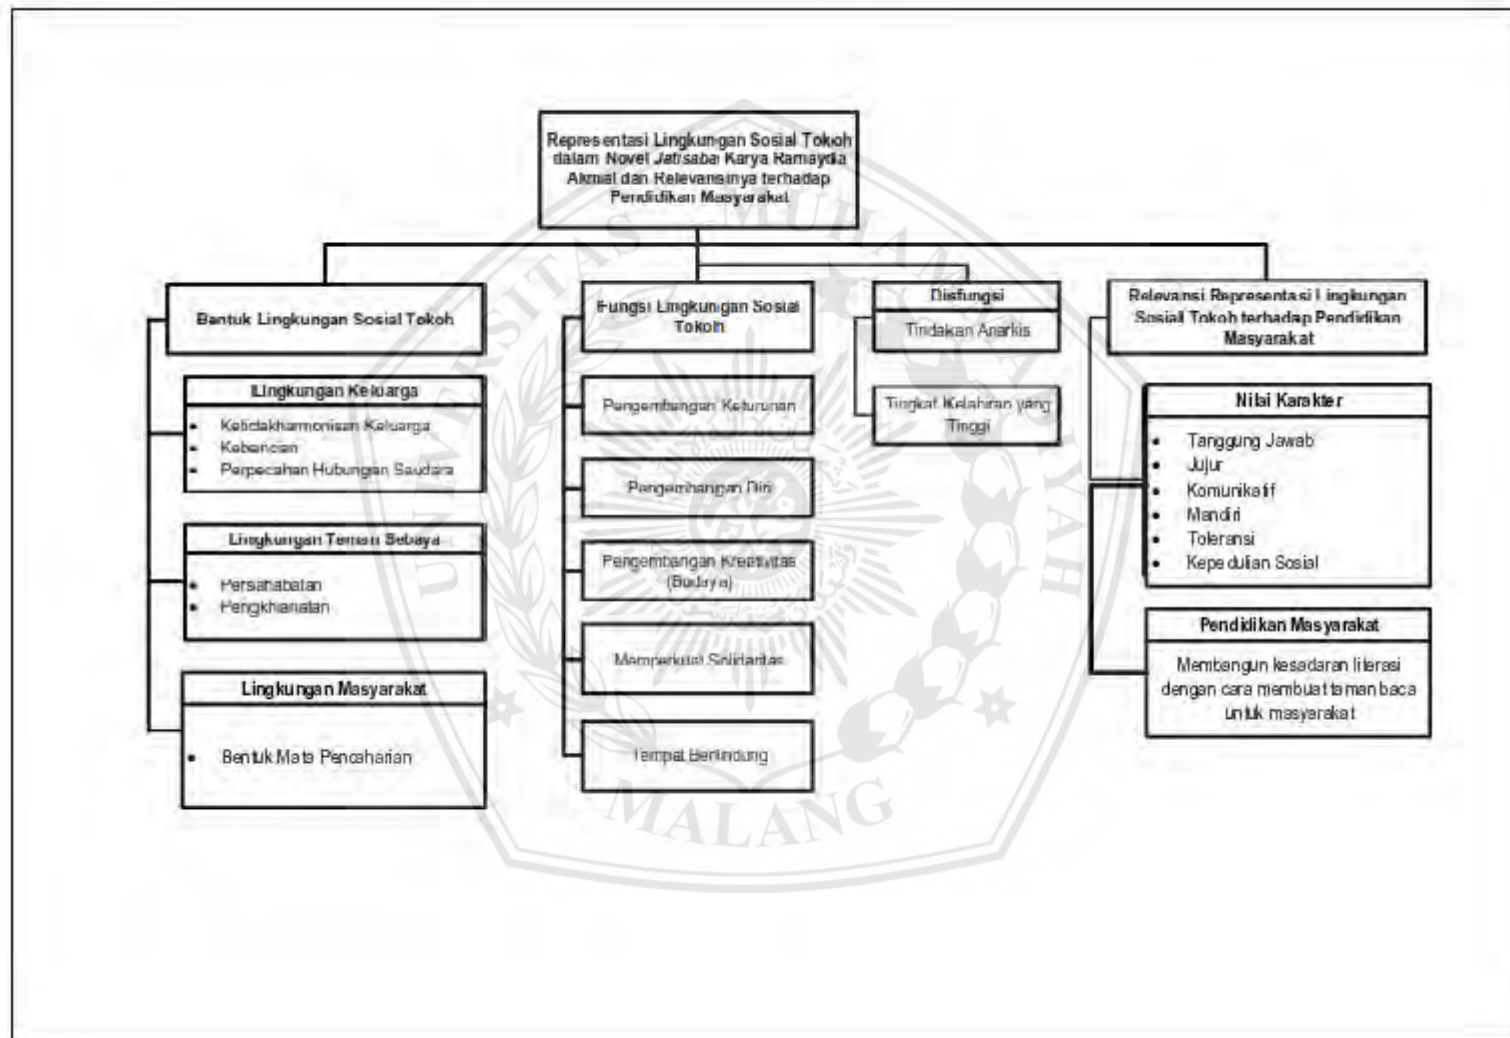 Representasi Lingkungan Sosial Tokoh
dalam Novel Jatisaba Karya Ramayda
Akmal dan Relevansinya terhadap
Pendidikan Masyarakat
Bentuk Lingkungan Sosial Tokoh
Lingkungan Keluarga
• Ketidakharmonisan Keluarga
• Kebencian
• Perpecahan Hubungan Saudara
Lingkungan Teman Sebaya
• Persahabatan
• Pengkhianatan
Lingkungan Masyarakat
• Bentuk Mata Pencaharian
Fungsi Lingkungan Sosial
Tokoh
Pengembangan Keturunan
Pengembangan Diri
Pengembangan Kreativitas
(Budaya)
Memperkuat Solidaritas
Tempat Berlindung
Disfungsi
Tindakan Anarkis
Tingkat Kelahiran yang
Tinggi
Relevansi Representasi Lingkungan
Sosial Tokoh terhadap Pendidikan
Masyarakat
Nilai Karakter
• Tanggung Jawab
• Jujur
• Komunikatif
• Mandiri
• Toleransi
• Kepedulian Sosial
Pendidikan Masyarakat
Membangun kesadaran literasi
dengan cara membuat taman baca
untuk masyarakat
UNIVERSITAS MUHAMMADIYAH
MALANG